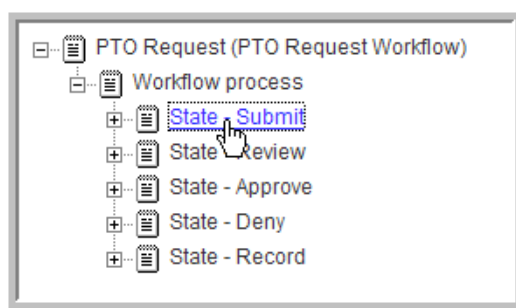 PTO Request (PTO Request Workflow)
Workflow process
State - Submit
State - Review
State - Approve
State - Deny
State - Record